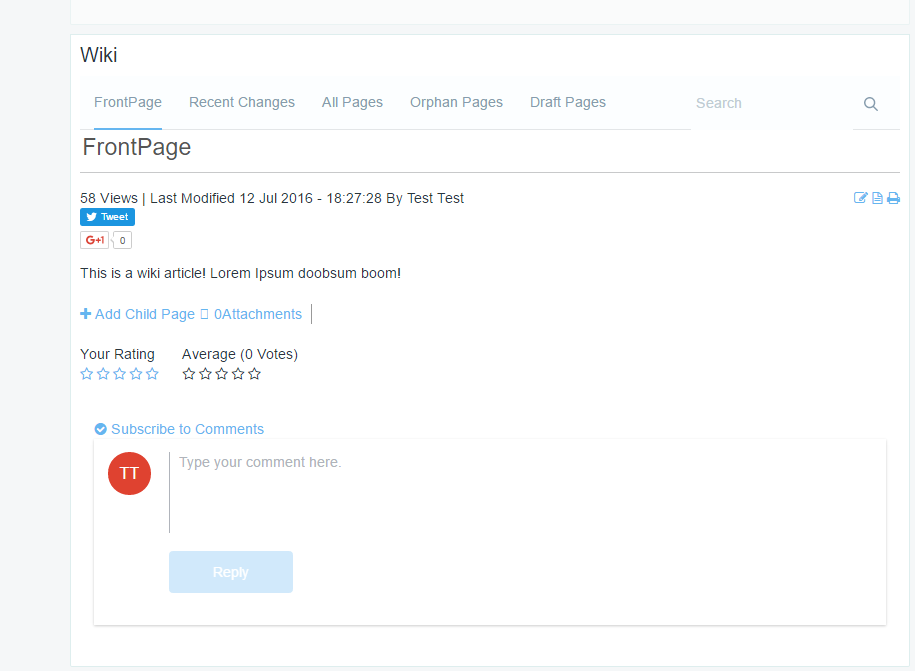 Wiki
FrontPage Recent Changes All Pages Orphan Pages Draft Pages Search
FrontPage
58 Views | Last Modified 12 Jul 2016 - 18:27:28 By Test Test
Tweet
G+1 0
This is a wiki article! Lorem Ipsum doobsum boom!
Add Child Page 0Attachments
Your Rating Average (0 Votes)
Subscribe to Comments
TT Type your comment here.
Reply